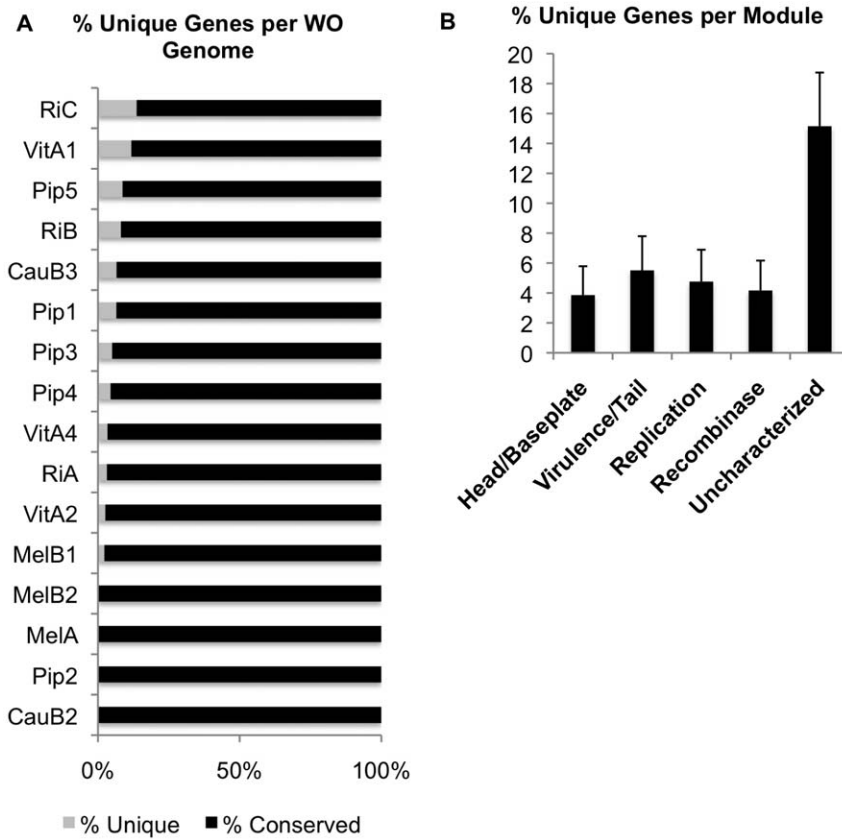 A
% Unique Genes per WO
Genome
RiC
VitA1
Pip5
RiB
CauB3
Pip1
Pip3
Pip4
VitA4
RiA
VitA2
MelB1
MelB2
MelA
Pip2
CauB2
0% 50% 100%
% Unique % Conserved
B
% Unique Genes per Module
20
18
16
14
12
10
8
6
4
2
0
Head/Baseplate
Virulence/Tail
Replication
Recombinase
Uncharacterized